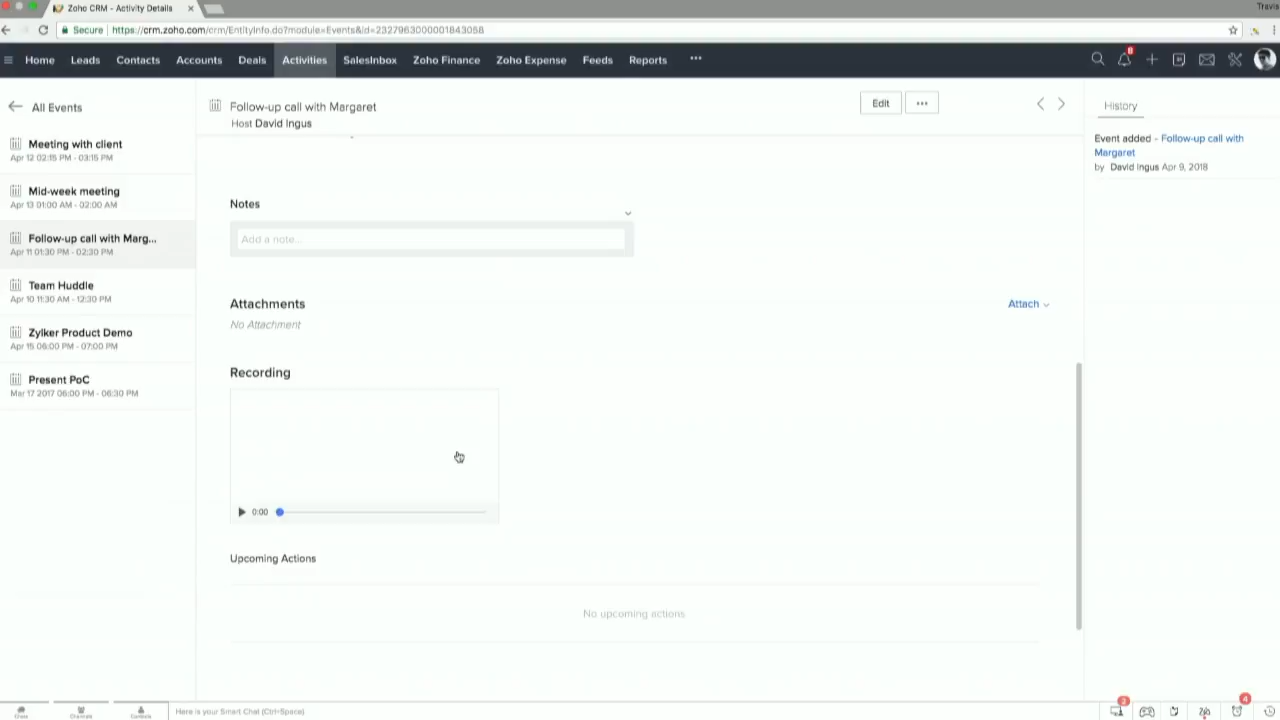 Zoho CRM - Activity Details
Travis
Secure
https://crm.zoho.com/crm/EntityInfo.do?module=Events&id=2327963000001843058
Home Leads Contacts Accounts Deals Activities SalesInbox Zoho Finance Zoho Expense Feeds Reports ···
All Events
Follow-up call with Margaret
Host David Ingus
Edit
···
History
Event added - Follow-up call with
Margaret
by David Ingus Apr 9, 2018
Meeting with client
Apr 12 02:15 PM - 03:15 PM
Mid-week meeting
Apr 13 01:00 AM - 02:00 AM
Follow-up call with Marg...
Apr 11 01:30 PM - 02:30 PM
Team Huddle
Apr 10 11:30 AM - 12:30 PM
Zylker Product Demo
Apr 15 06:00 PM - 07:00 PM
Present PoC
Mar 17 2017 06:00 PM - 06:30 PM
Notes
Add a note...
Attachments
Attach
No Attachment
Recording
0:00
Upcoming Actions
No upcoming actions
Chats
Channels
Contacts
Here is your Smart Chat (Ctrl+Space)
3
4